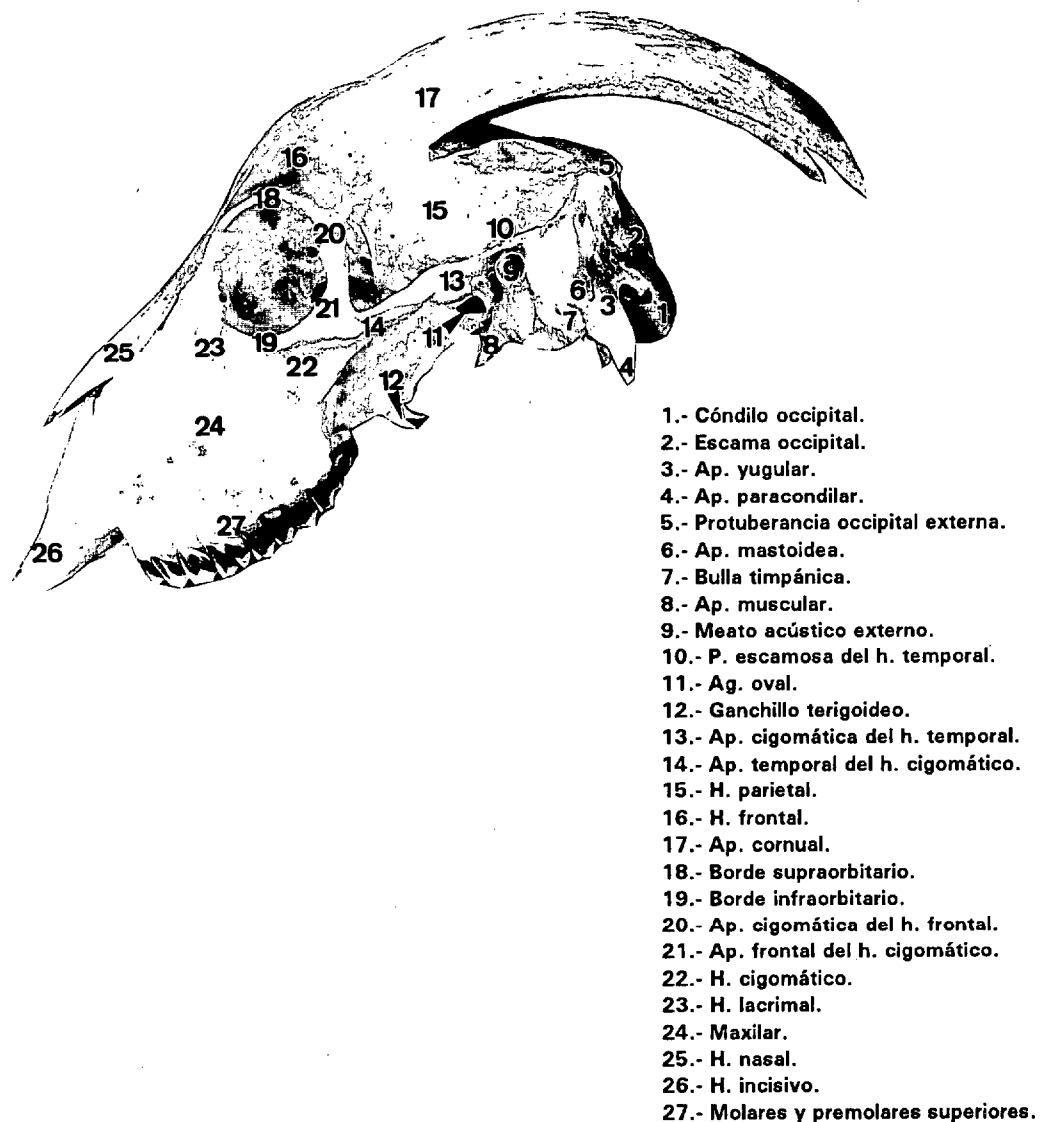 17
16
5
18
15
20
10
2
9
13
6
21
3
1
14
11
7
25
23
19
8
22
4
12
24
27
26
1.- Cóndilo occipital.
2.- Escama occipital.
3.- Ap. yugular.
4.- Ap. paracondilar.
5.- Protuberancia occipital externa.
6.- Ap. mastoidea.
7.- Bulla timpánica.
8.- Ap. muscular.
9.- Meato acústico externo.
10.- P. escamosa del h. temporal.
11.- Ag. oval.
12.- Ganchillo terigoideo.
13.- Ap. cigomática del h. temporal.
14.- Ap. temporal del h. cigomático.
15.- H. parietal.
16.- H. frontal.
17.- Ap. cornual.
18.- Borde supraorbitario.
19.- Borde infraorbitario.
20.- Ap. cigomática del h. frontal.
21.- Ap. frontal del h. cigomático.
22.- H. cigomático.
23.- H. lacrimal.
24.- Maxilar.
25.- H. nasal.
26.- H. incisivo.
27.- Molares y premolares superiores.